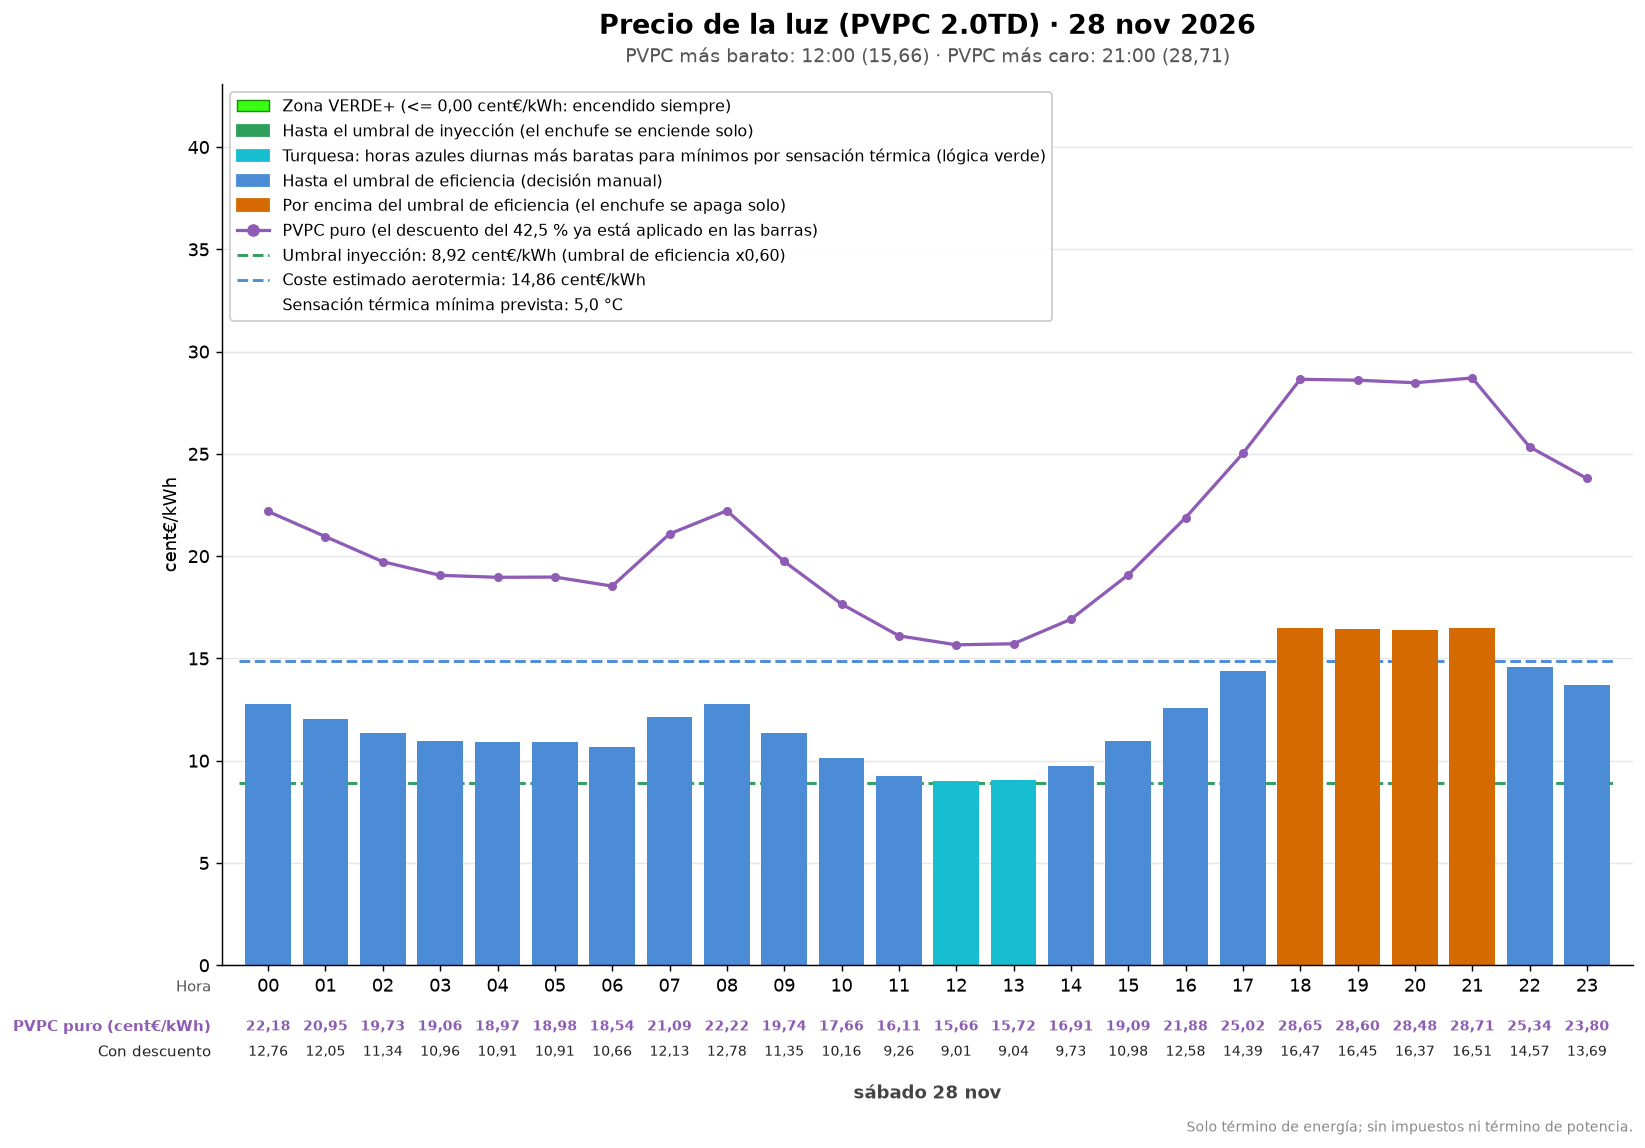 Precio de la luz (PVPC 2.0TD) · 28 nov 2026
PVPC más barato: 12:00 (15,66) · PVPC más caro: 21:00 (28,71)
Zona VERDE+ (<= 0,00 cent€/kWh: encendido siempre)
Hasta el umbral de inyección (el enchufe se enciende solo)
Turquesa: horas azules diurnas más baratas para mínimos por sensación térmica (lógica verde)
Hasta el umbral de eficiencia (decisión manual)
Por encima del umbral de eficiencia (el enchufe se apaga solo)
PVPC puro (el descuento del 42,5 % ya está aplicado en las barras)
Umbral inyección: 8,92 cent€/kWh (umbral de eficiencia x0,60)
Coste estimado aerotermia: 14,86 cent€/kWh
Sensación térmica mínima prevista: 5,0 °C
cent€/kWh
40
35
30
25
20
15
10
5
0
Hora 00 01 02 03 04 05 06 07 08 09 10 11 12 13 14 15 16 17 18 19 20 21 22 23
PVPC puro (cent€/kWh) 22,18 20,95 19,73 19,06 18,97 18,98 18,54 21,09 22,22 19,74 17,66 16,11 15,66 15,72 16,91 19,09 21,88 25,02 28,65 28,60 28,48 28,71 25,34 23,80
Con descuento 12,76 12,05 11,34 10,96 10,91 10,91 10,66 12,13 12,78 11,35 10,16 9,26 9,01 9,04 9,73 10,98 12,58 14,39 16,47 16,45 16,37 16,51 14,57 13,69
sábado 28 nov
Solo término de energía; sin impuestos ni término de potencia.